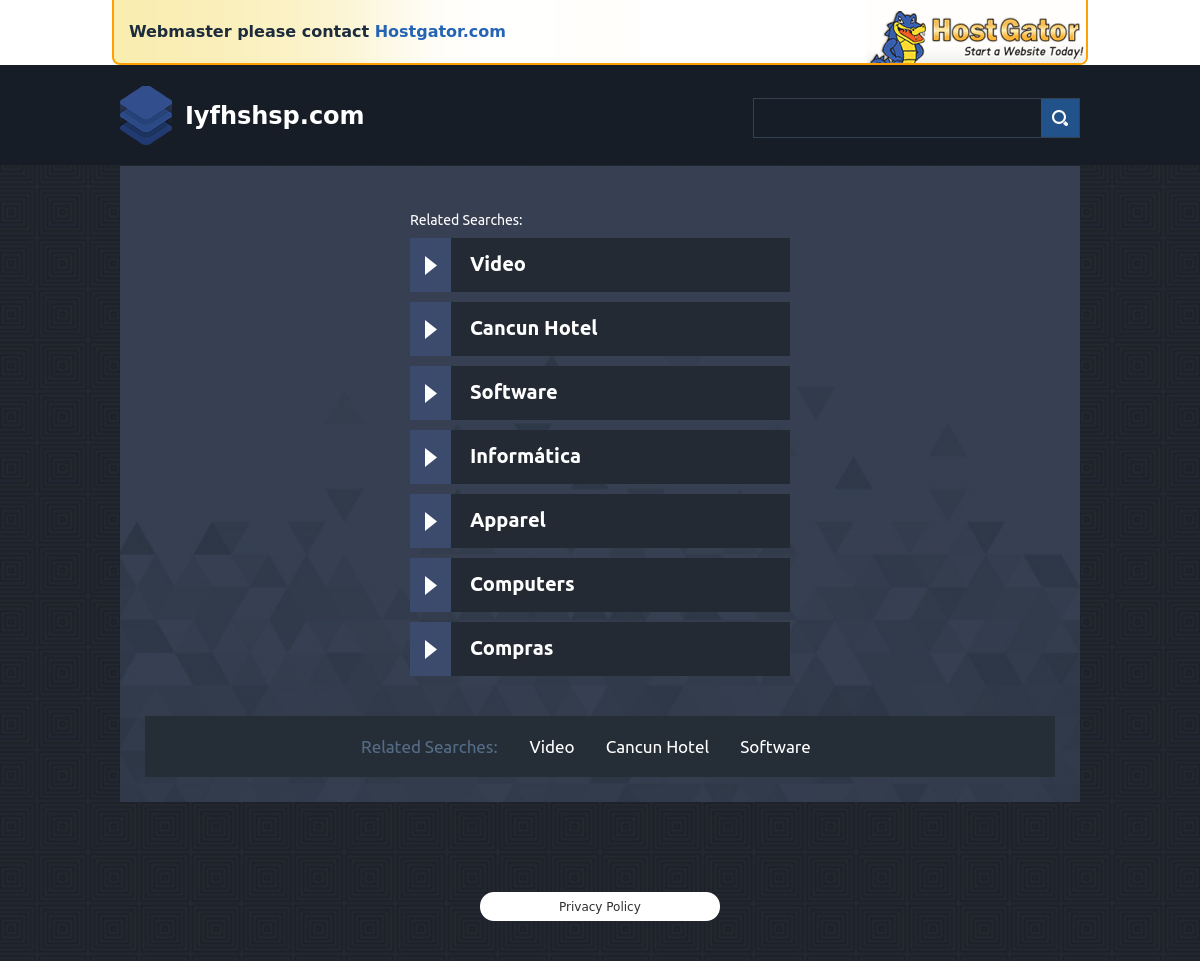 Webmaster please contact Hostgator.com
HostGator
Start a Website Today!
Iyfhshsp.com
Related Searches:
Video
Cancun Hotel
Software
Informática
Apparel
Computers
Compras
Related Searches: Video Cancun Hotel Software
Privacy Policy